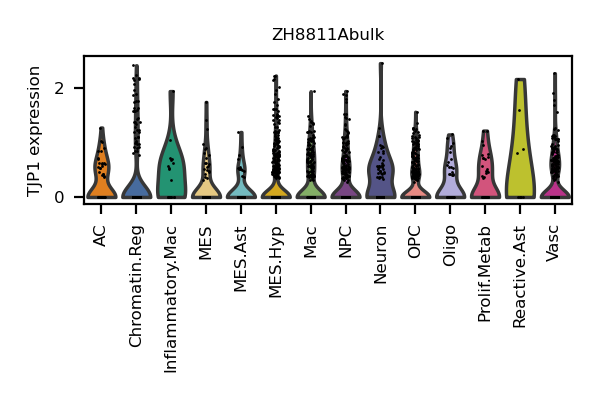 ZH8811Abulk
TJP1 expression
2
0
AC
Chromatin.Reg
Inflammatory.Mac
MES
MES.Ast
MES.Hyp
Mac
NPC
Neuron
OPC
Oligo
Prolif.Metab
Reactive.Ast
Vasc